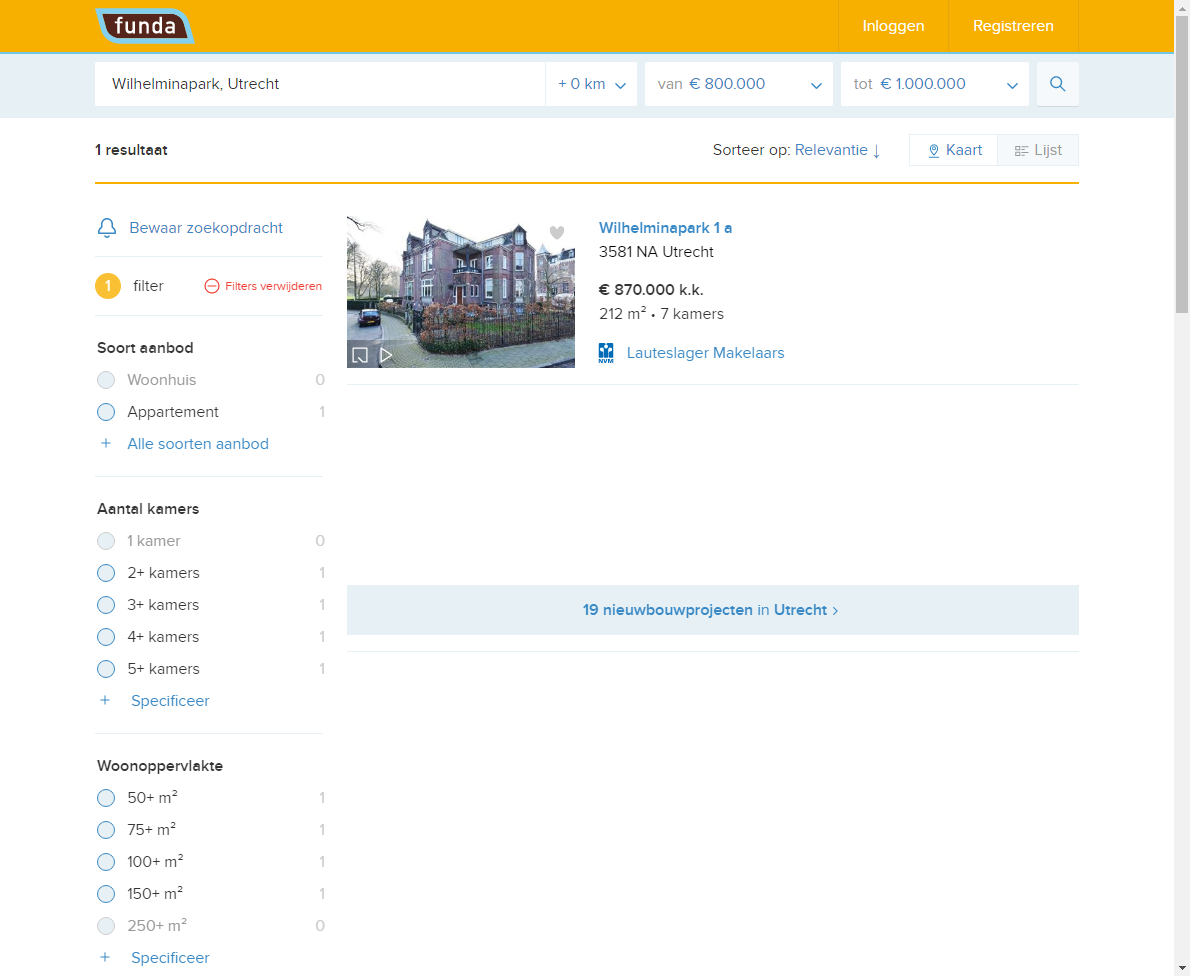 funda
Inloggen
Registreren
Wilhelminapark, Utrecht
+ 0 km
van € 800.000
tot € 1.000.000
1 resultaat
Sorteer op: Relevantie ↓
Kaart
Lijst
Bewaar zoekopdracht
1 filter
Filters verwijderen
Soort aanbod
Woonhuis 0
Appartement 1
+ Alle soorten aanbod
Aantal kamers
1 kamer 0
2+ kamers 1
3+ kamers 1
4+ kamers 1
5+ kamers 1
+ Specificeer
Woonoppervlakte
50+ m² 1
75+ m² 1
100+ m² 1
150+ m² 1
250+ m² 0
+ Specificeer
Wilhelminapark 1 a
3581 NA Utrecht
€ 870.000 k.k.
212 m² • 7 kamers
NVM
Lauteslager Makelaars
19 nieuwbouwprojecten in Utrecht ›